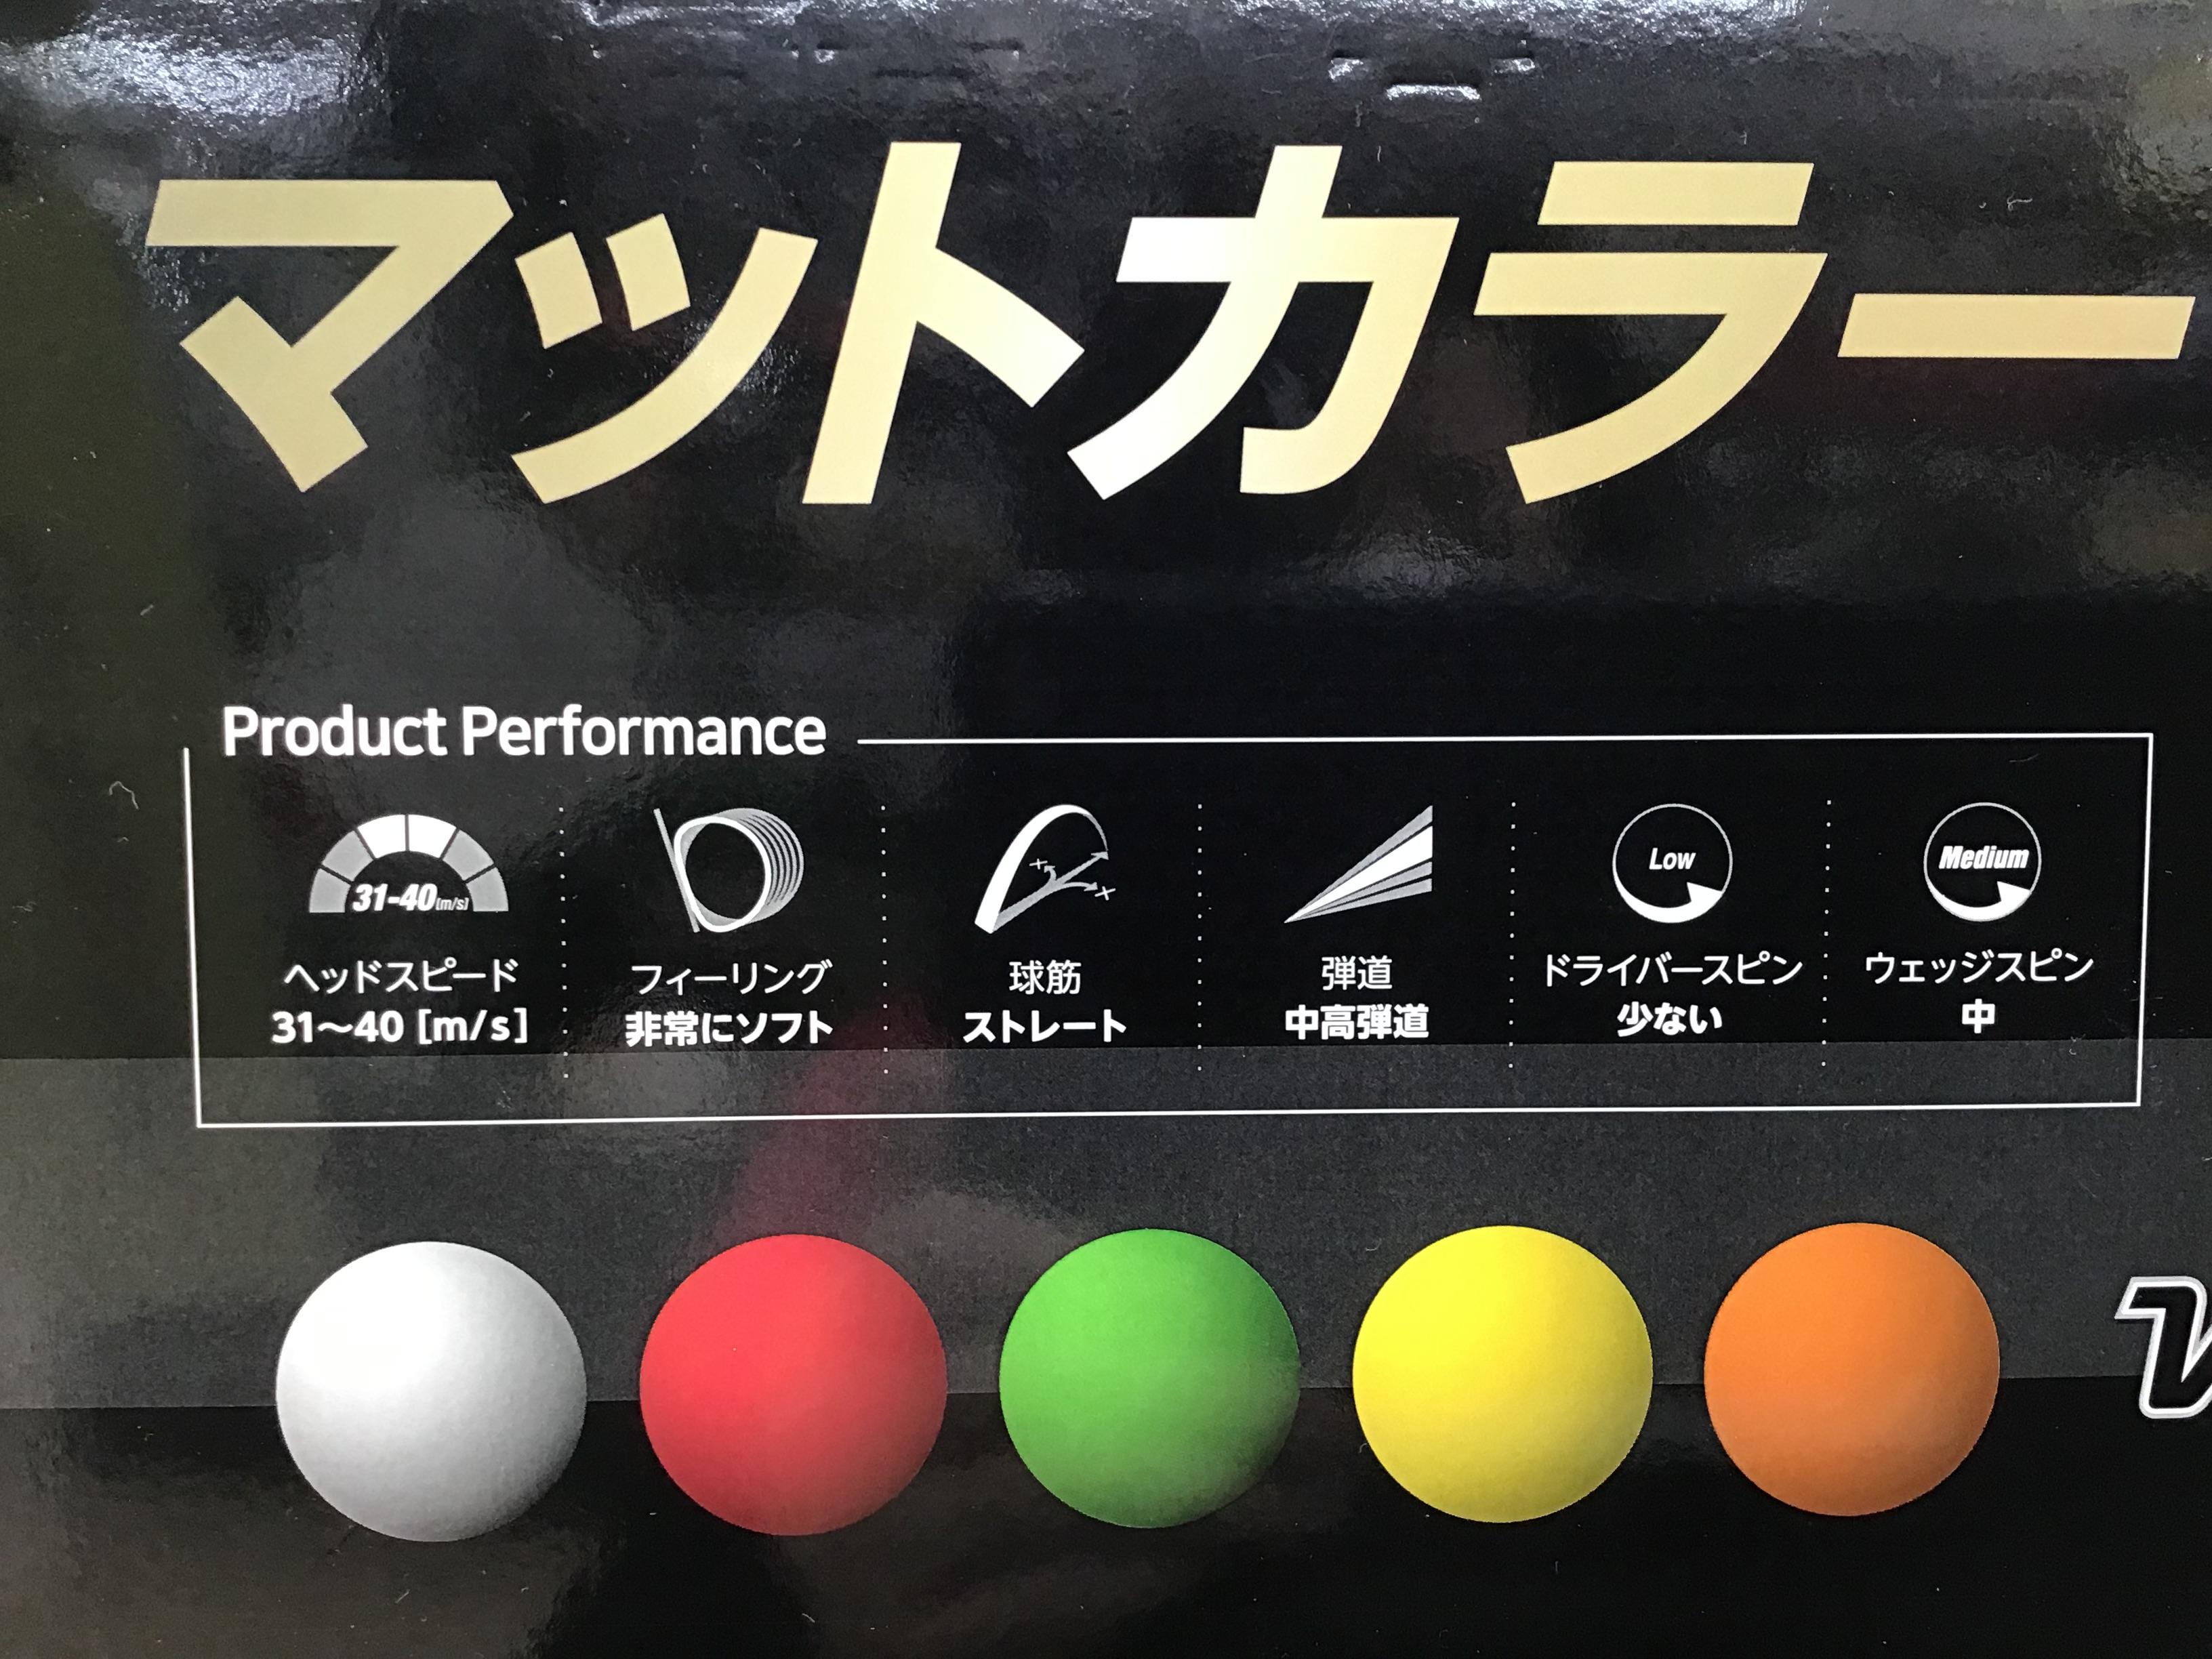 マットカラー
Product Performance
31-40[m/s]
Low
Medium
ヘッドスピード
31～40 [m/s]
フィーリング
非常にソフト
球筋
ストレート
弾道
中高弾道
ドライバースピン
少ない
ウェッジスピン
中